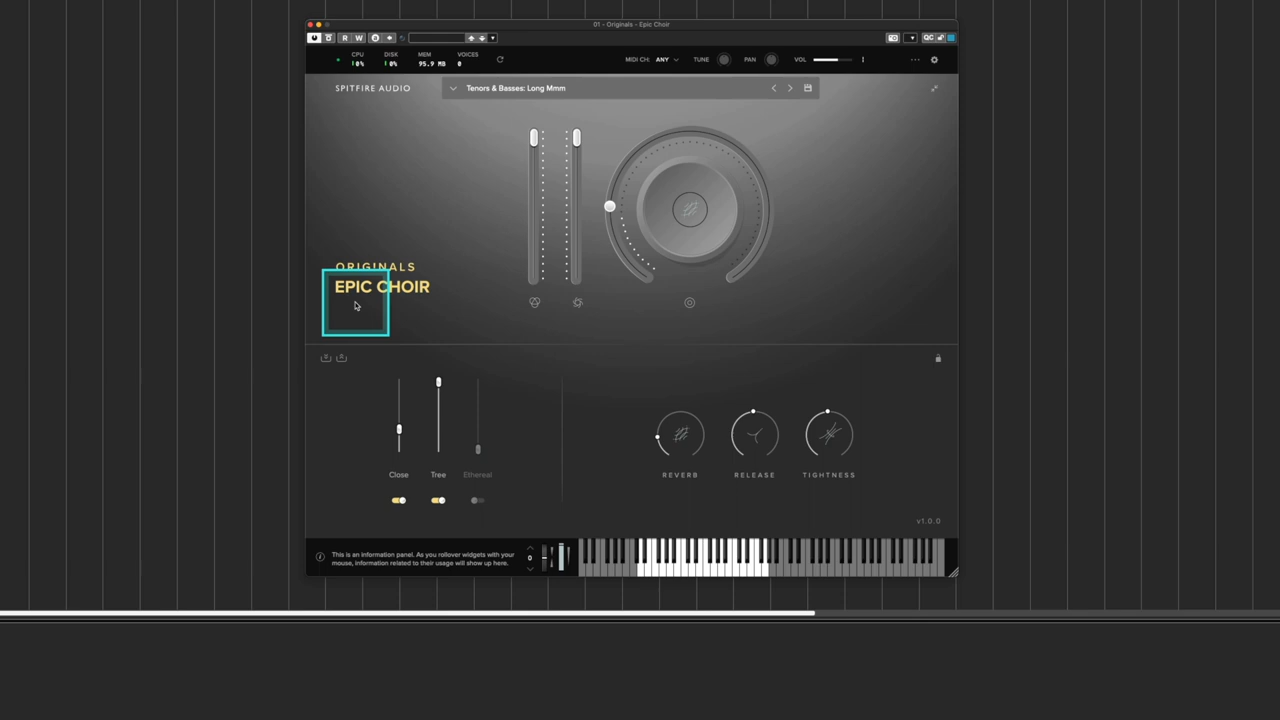 01 - Originals - Epic Choir
R W
QC
CPU DISK MEM VOICES
0% 0% 95.9 MB 0
MIDI CH: ANY TUNE PAN VOL
SPITFIRE AUDIO
Tenors & Basses: Long Mmm
ORIGINALS
EPIC CHOIR
Close Tree Ethereal
REVERB RELEASE TIGHTNESS
v1.0.0
This is an information panel. As you rollover widgets with your
mouse, information related to their usage will show up here.
0